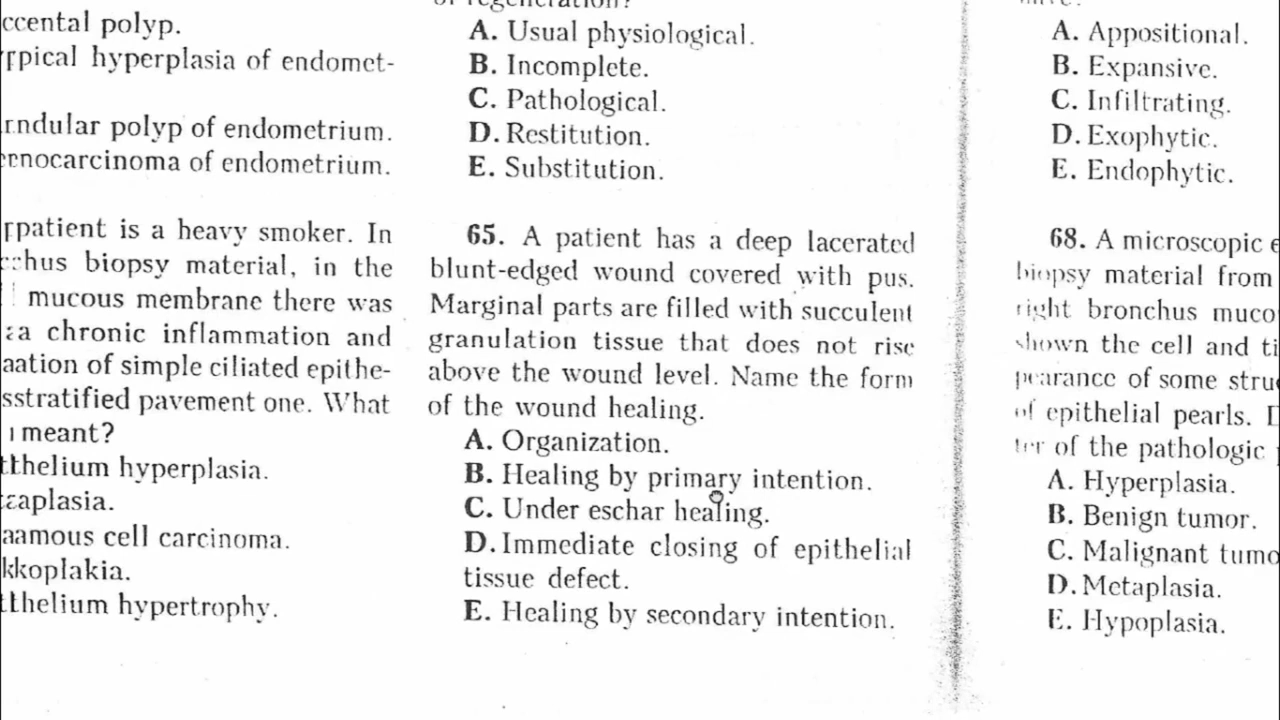 ccental polyp.
pical hyperplasia of endomet-
ndular polyp of endometrium.
nocarcinoma of endometrium.
patient is a heavy smoker. In
hus biopsy material, in the
mucous membrane there was
a chronic inflammation and
aation of simple ciliated epithe-
sstratified pavement one. What
meant?
thelium hyperplasia.
aplasia.
aamous cell carcinoma.
kkoplakia.
thelium hypertrophy.
A. Usual physiological.
B. Incomplete.
C. Pathological.
D. Restitution.
E. Substitution.
65. A patient has a deep lacerated
blunt-edged wound covered with pus.
Marginal parts are filled with succulent
granulation tissue that does not rise
above the wound level. Name the form
of the wound healing.
A. Organization.
B. Healing by primary intention.
C. Under eschar healing.
D. Immediate closing of epithelial
tissue defect.
E. Healing by secondary intention.
A. Appositional.
B. Expansive.
C. Infiltrating.
D. Exophytic.
E. Endophytic.
68. A microscopic e
biopsy material from
right bronchus muco
shown the cell and ti
pearance of some stru
of epithelial pearls. D
ter of the pathologic
A. Hyperplasia.
B. Benign tumor.
C. Malignant tumo
D. Metaplasia.
E. Hypoplasia.